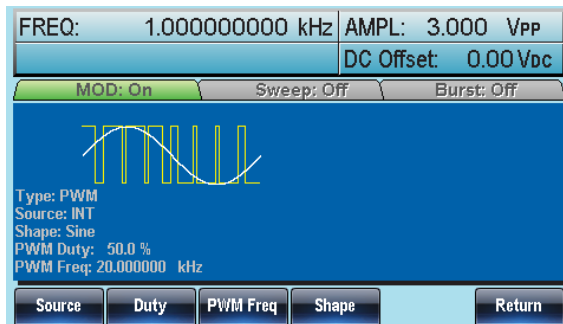 FREQ: 1.000000000 kHz AMPL: 3.000 VPP
DC Offset: 0.00 VDC
MOD: On Sweep: Off Burst: Off
Type: PWM
Source: INT
Shape: Sine
PWM Duty: 50.0 %
PWM Freq: 20.000000 kHz
Source Duty PWM Freq Shape Return